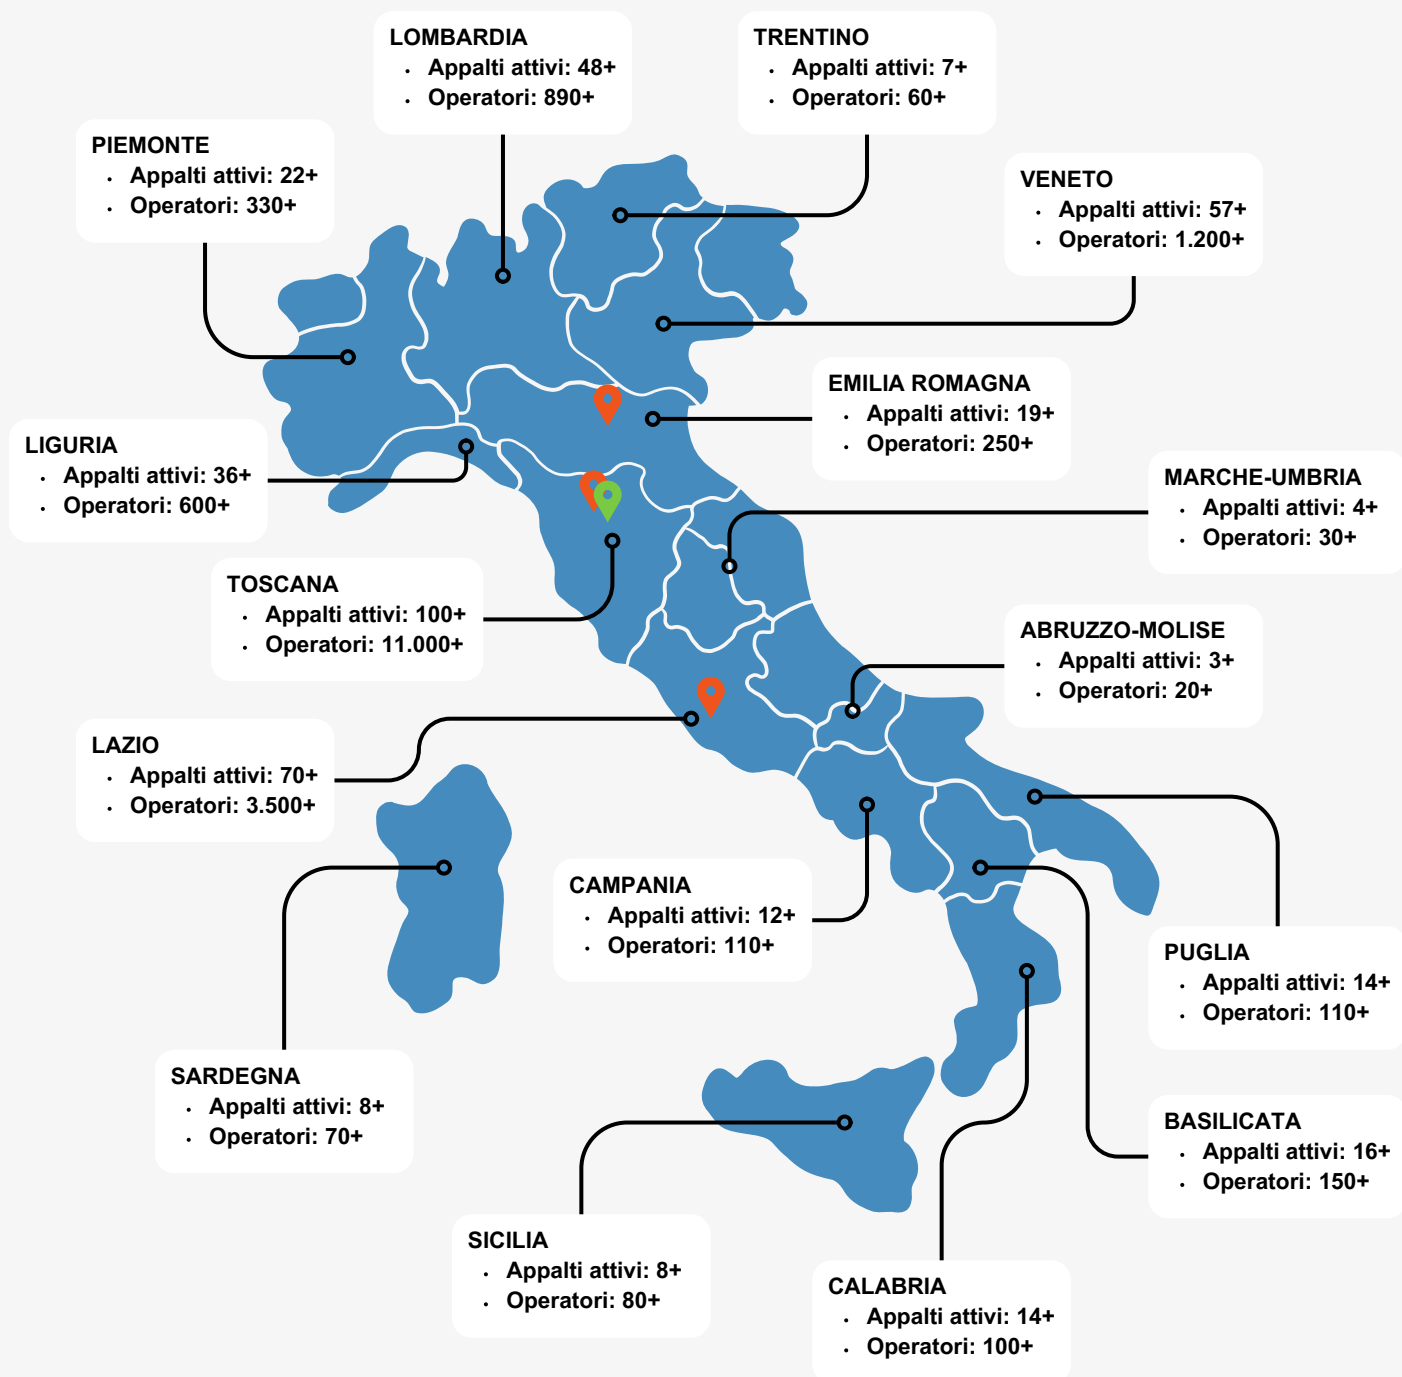 LOMBARDIA
· Appalti attivi: 48+
· Operatori: 890+
TRENTINO
· Appalti attivi: 7+
· Operatori: 60+
PIEMONTE
· Appalti attivi: 22+
· Operatori: 330+
VENETO
· Appalti attivi: 57+
· Operatori: 1.200+
EMILIA ROMAGNA
· Appalti attivi: 19+
· Operatori: 250+
LIGURIA
· Appalti attivi: 36+
· Operatori: 600+
MARCHE-UMBRIA
· Appalti attivi: 4+
· Operatori: 30+
TOSCANA
· Appalti attivi: 100+
· Operatori: 11.000+
ABRUZZO-MOLISE
· Appalti attivi: 3+
· Operatori: 20+
LAZIO
· Appalti attivi: 70+
· Operatori: 3.500+
CAMPANIA
· Appalti attivi: 12+
· Operatori: 110+
PUGLIA
· Appalti attivi: 14+
· Operatori: 110+
SARDEGNA
· Appalti attivi: 8+
· Operatori: 70+
BASILICATA
· Appalti attivi: 16+
· Operatori: 150+
SICILIA
· Appalti attivi: 8+
· Operatori: 80+
CALABRIA
· Appalti attivi: 14+
· Operatori: 100+